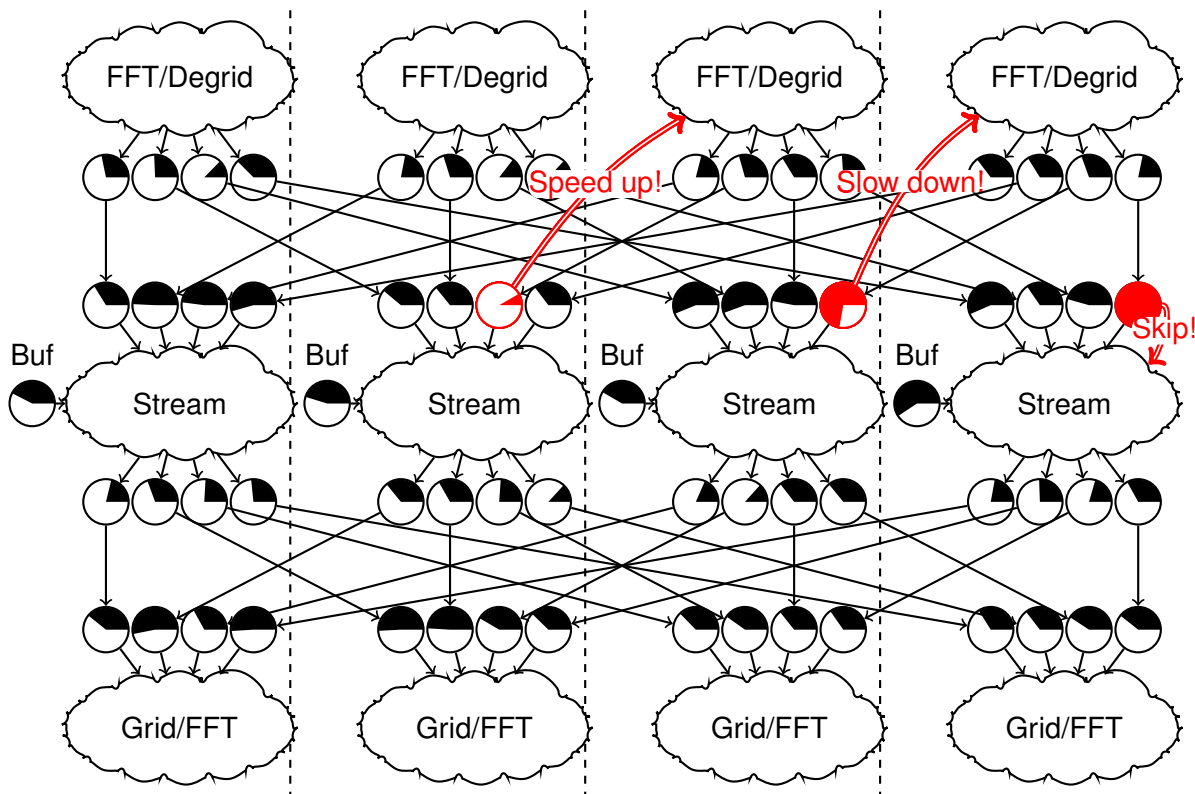 FFT/Degrid
FFT/Degrid
FFT/Degrid
FFT/Degrid
Speed up!
Slow down!
Skip!
Buf
Buf
Buf
Buf
Stream
Stream
Stream
Stream
Grid/FFT
Grid/FFT
Grid/FFT
Grid/FFT